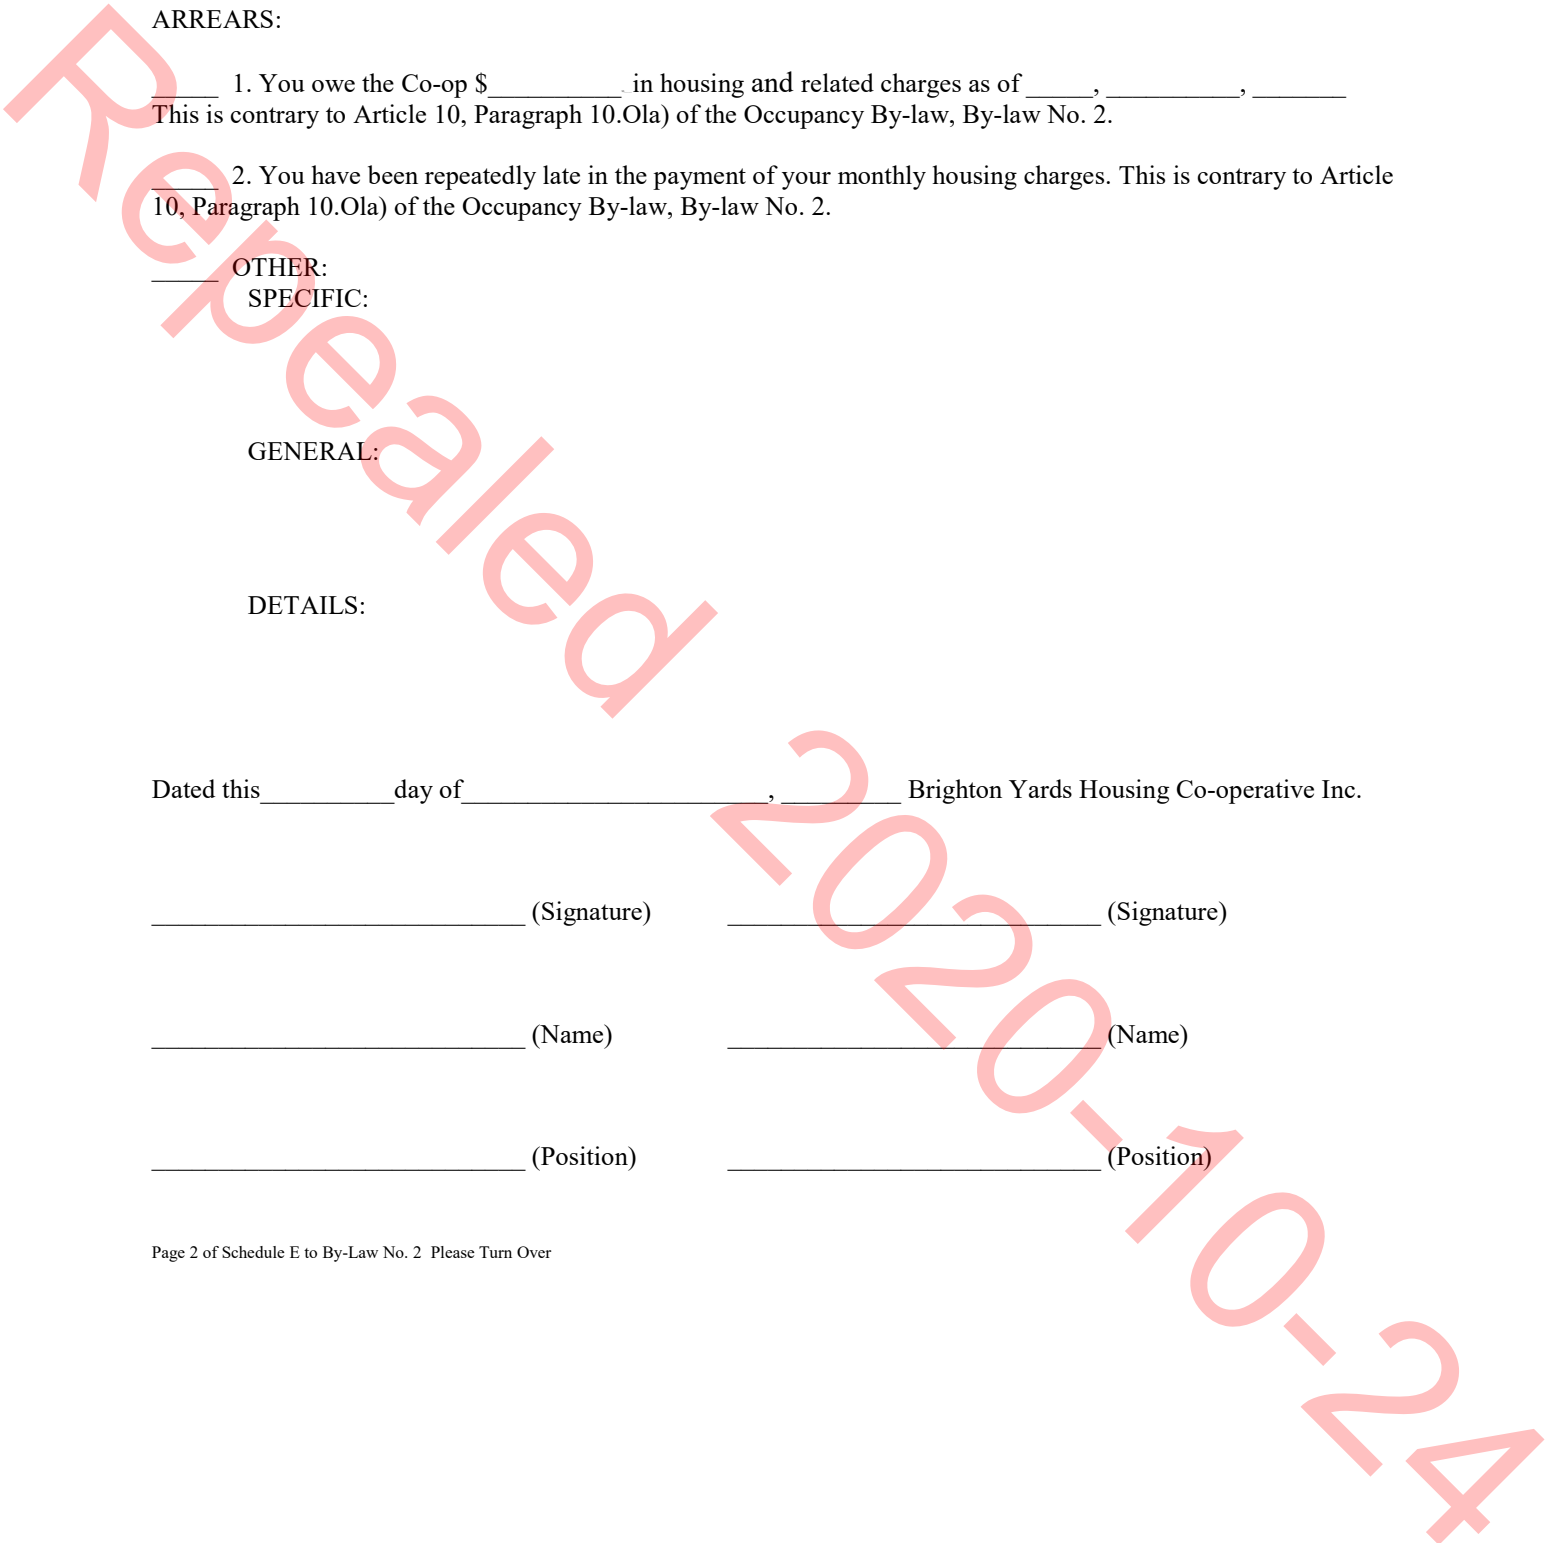 ARREARS:
_____ 1. You owe the Co-op $__________ in housing and related charges as of _____, __________, _______
This is contrary to Article 10, Paragraph 10.Ola) of the Occupancy By-law, By-law No. 2.
_____ 2. You have been repeatedly late in the payment of your monthly housing charges. This is contrary to Article
10, Paragraph 10.Ola) of the Occupancy By-law, By-law No. 2.
_____ OTHER:
SPECIFIC:
GENERAL:
DETAILS:
Dated this__________day of_______________________, _________ Brighton Yards Housing Co-operative Inc.
____________________________ (Signature) ____________________________ (Signature)
____________________________ (Name) ____________________________ (Name)
____________________________ (Position) ____________________________ (Position)
Page 2 of Schedule E to By-Law No. 2 Please Turn Over
Repealed 2020-10-24